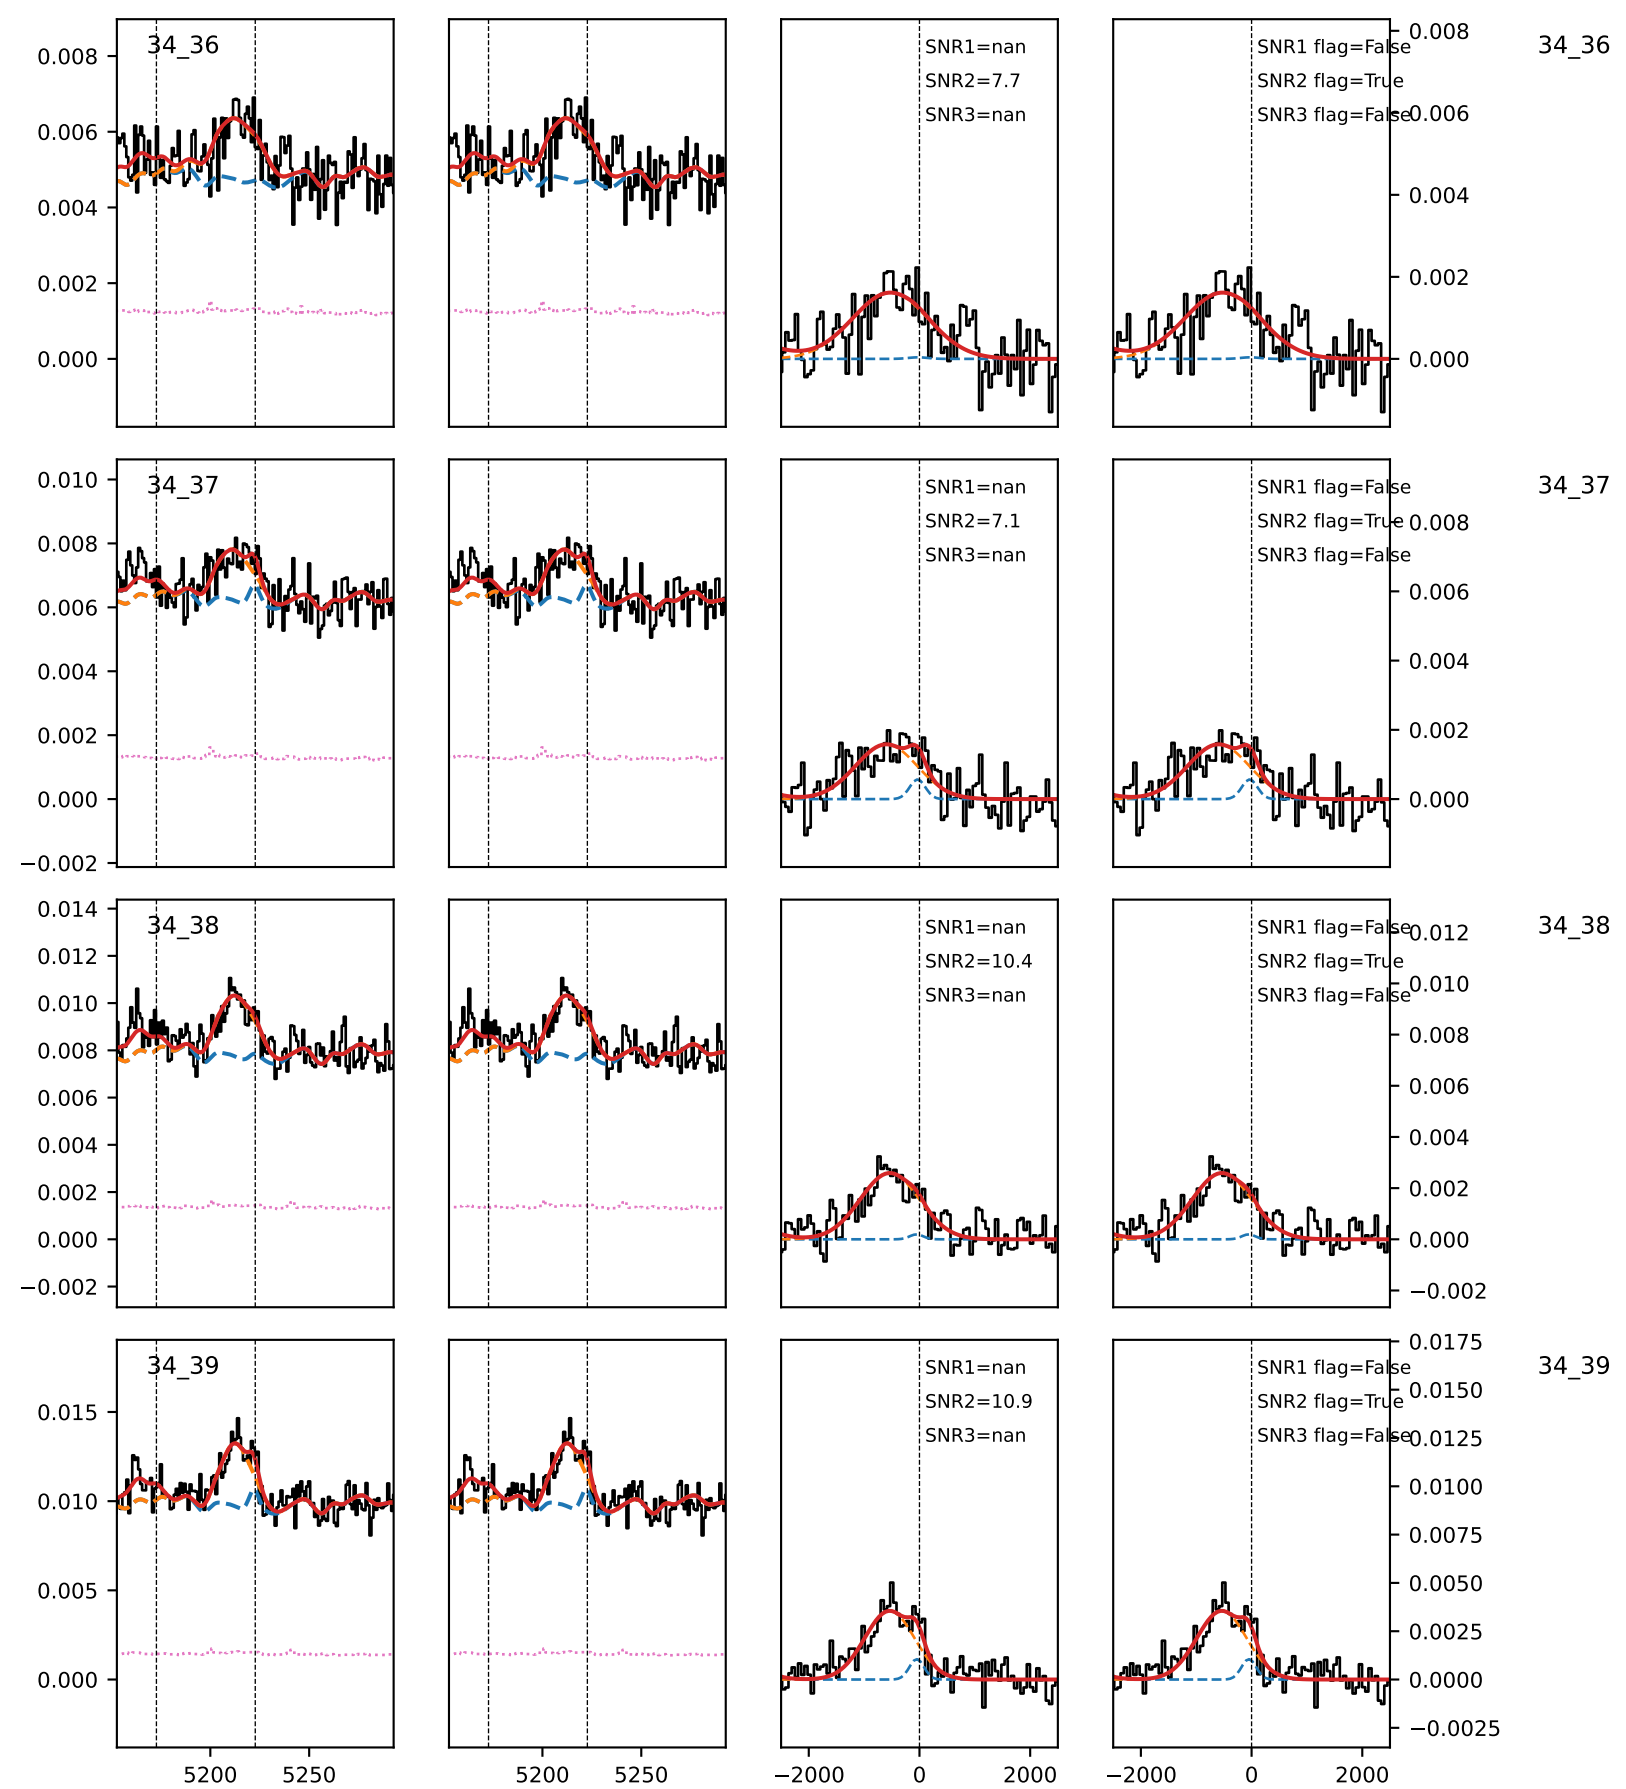 34_36
SNR1=nan
SNR2=7.7
SNR3=nan
SNR1 flag=False
SNR2 flag=True
SNR3 flag=False
34_36
0.008
0.006
0.004
0.002
0.000
0.008
0.006
0.004
0.002
0.000
34_37
SNR1=nan
SNR2=7.1
SNR3=nan
SNR1 flag=False
SNR2 flag=True
SNR3 flag=False
34_37
0.010
0.008
0.006
0.004
0.002
0.000
−0.002
0.008
0.006
0.004
0.002
0.000
34_38
SNR1=nan
SNR2=10.4
SNR3=nan
SNR1 flag=False
SNR2 flag=True
SNR3 flag=False
34_38
0.014
0.012
0.010
0.008
0.006
0.004
0.002
0.000
−0.002
0.012
0.010
0.008
0.006
0.004
0.002
0.000
−0.002
34_39
SNR1=nan
SNR2=10.9
SNR3=nan
SNR1 flag=False
SNR2 flag=True
SNR3 flag=False
34_39
0.015
0.010
0.005
0.000
0.0175
0.0150
0.0125
0.0100
0.0075
0.0050
0.0025
0.0000
−0.0025
5200 5250
5200 5250
−2000 0 2000
−2000 0 2000